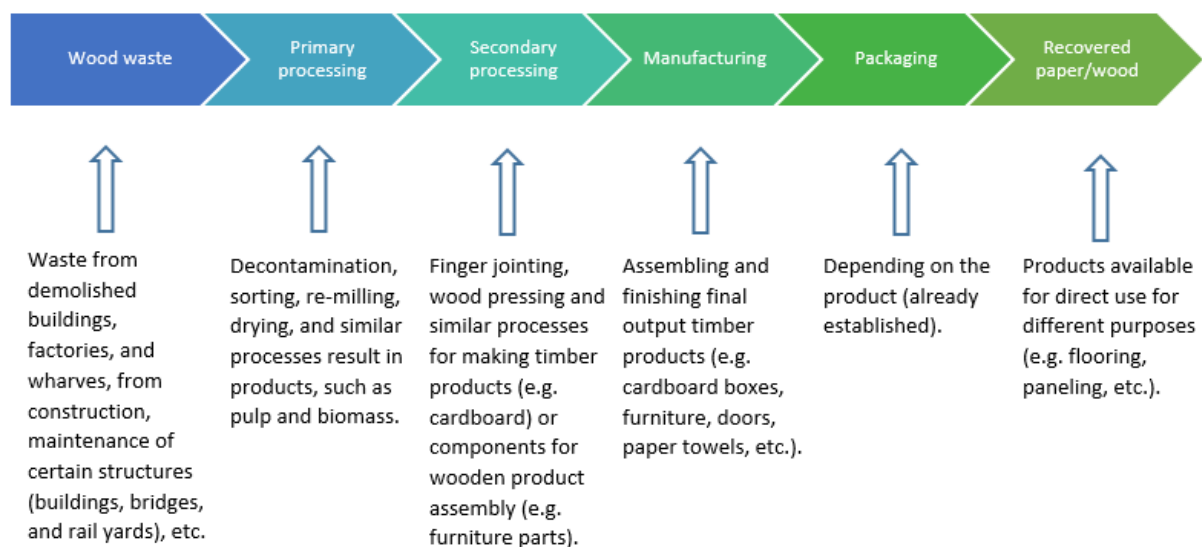 Wood waste
Primary
processing
Secondary
processing
Manufacturing
Packaging
Recovered
paper/wood
Waste from
demolished
buildings,
factories, and
wharves, from
construction,
maintenance of
certain structures
(buildings, bridges,
and rail yards), etc.
Decontamination,
sorting, re-milling,
drying, and similar
processes result in
products, such as
pulp and biomass.
Finger jointing,
wood pressing and
similar processes
for making timber
products (e.g.
cardboard) or
components for
wooden product
assembly (e.g.
furniture parts).
Assembling and
finishing final
output timber
products (e.g.
cardboard boxes,
furniture, doors,
paper towels, etc.).
Depending on the
product (already
established).
Products available
for direct use for
different purposes
(e.g. flooring,
paneling, etc.).